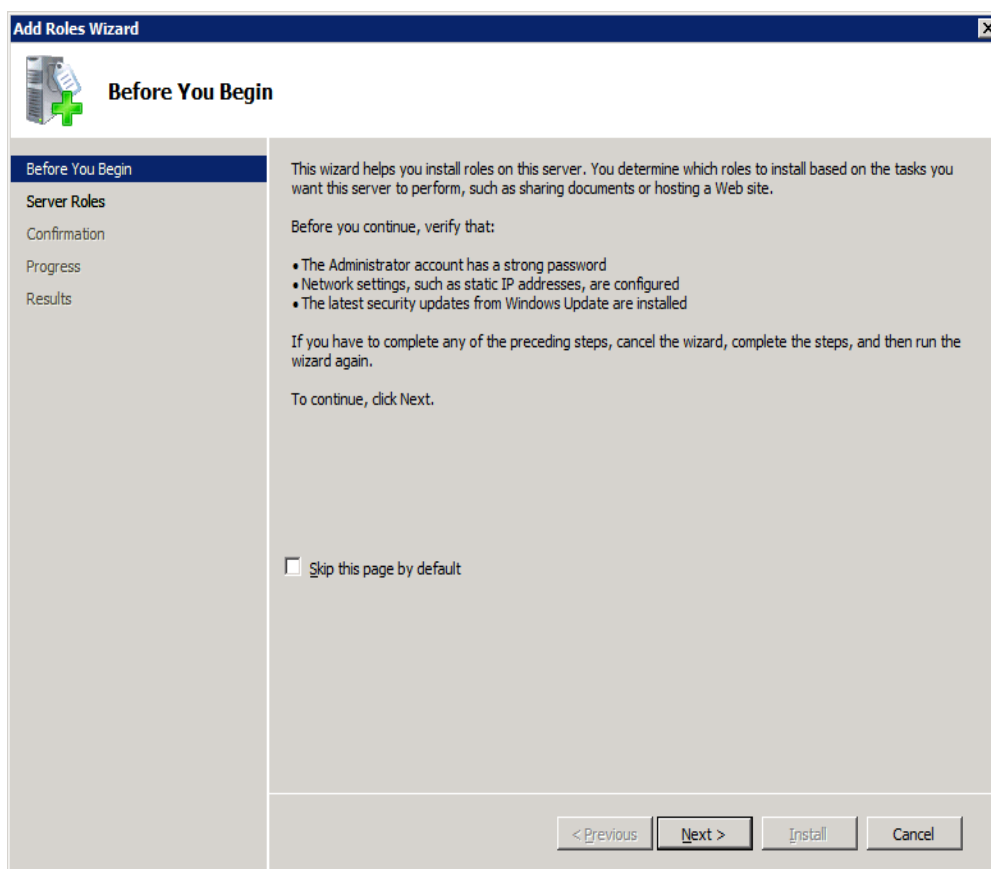 Add Roles Wizard
Before You Begin
Before You Begin
Server Roles
Confirmation
Progress
Results
This wizard helps you install roles on this server. You determine which roles to install based on the tasks you
want this server to perform, such as sharing documents or hosting a Web site.
Before you continue, verify that:
• The Administrator account has a strong password
• Network settings, such as static IP addresses, are configured
• The latest security updates from Windows Update are installed
If you have to complete any of the preceding steps, cancel the wizard, complete the steps, and then run the
wizard again.
To continue, click Next.
Skip this page by default
< Previous
Next >
Install
Cancel